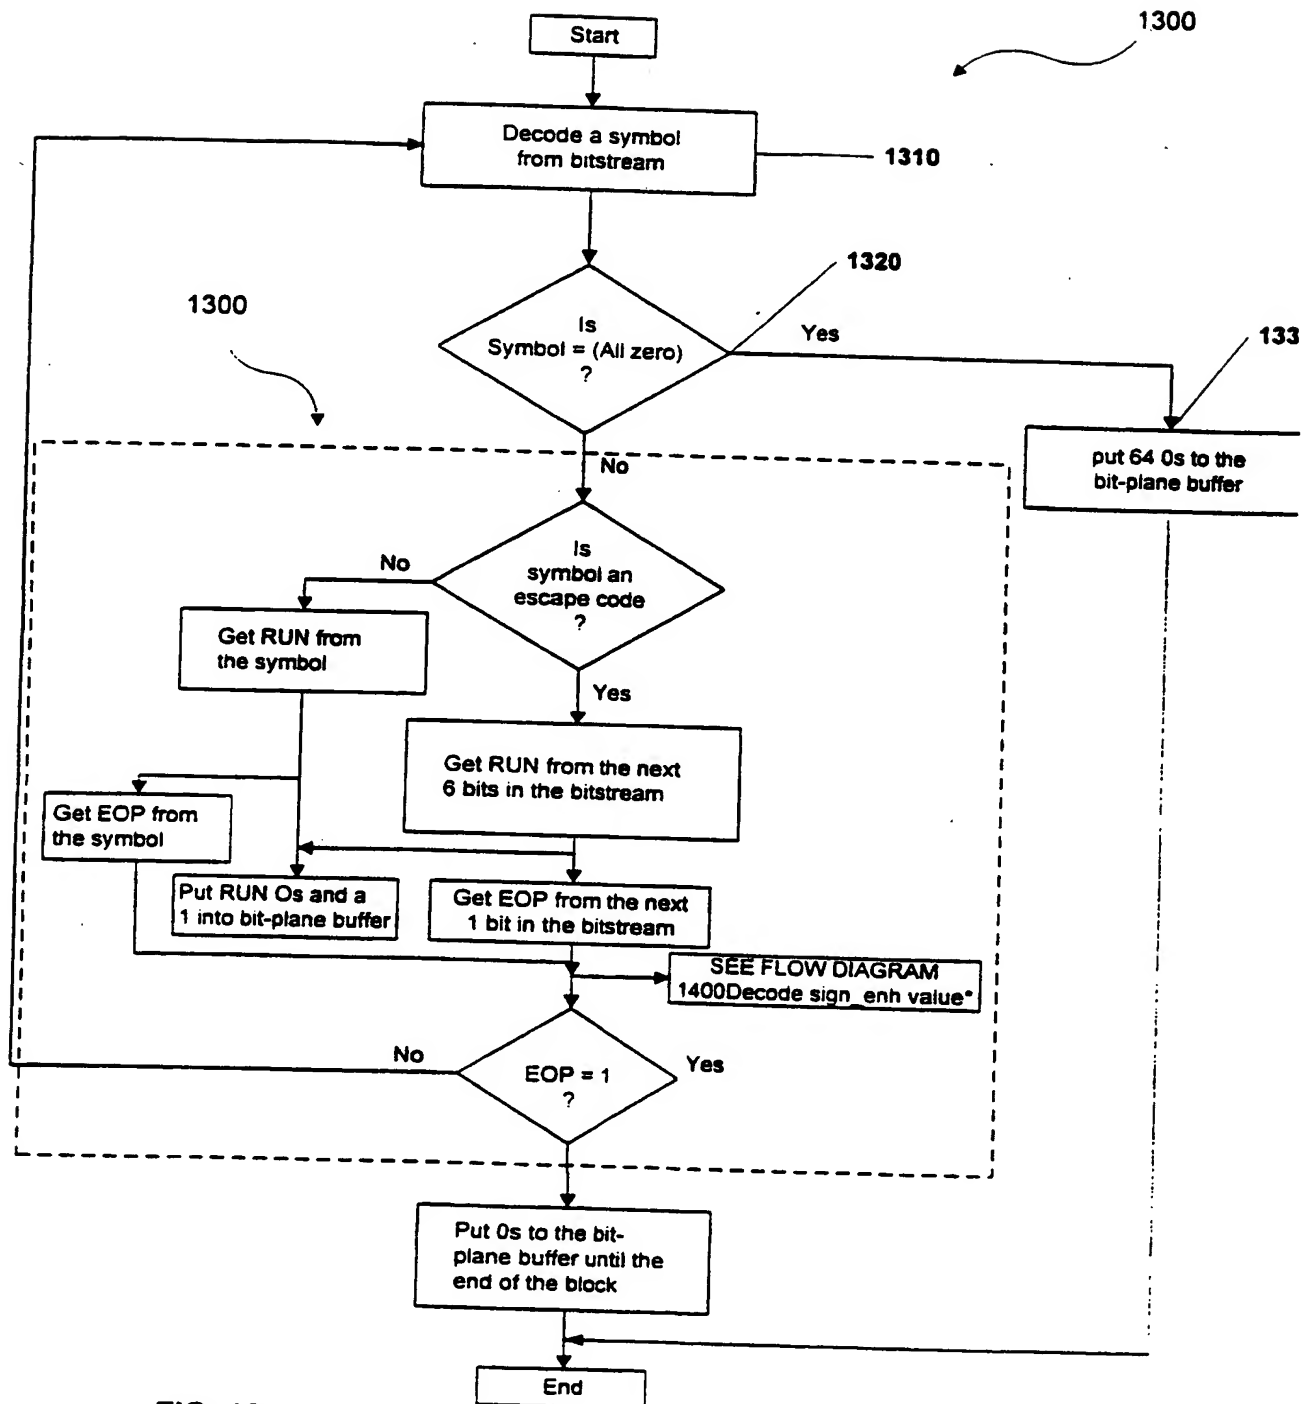 1300
Start
Decode a symbol
from bitstream
1310
1320
1300
Is
Symbol = (All zero)
?
Yes
133
put 64 0s to the
bit-plane buffer
No
Is
symbol an
escape code
?
No
Get RUN from
the symbol
Yes
Get RUN from the next
6 bits in the bitstream
Get EOP from
the symbol
Put RUN Os and a
1 into bit-plane buffer
Get EOP from the next
1 bit in the bitstream
SEE FLOW DIAGRAM
1400Decode sign_enh value*
No
EOP = 1
?
Yes
Put 0s to the bit-
plane buffer until the
end of the block
End